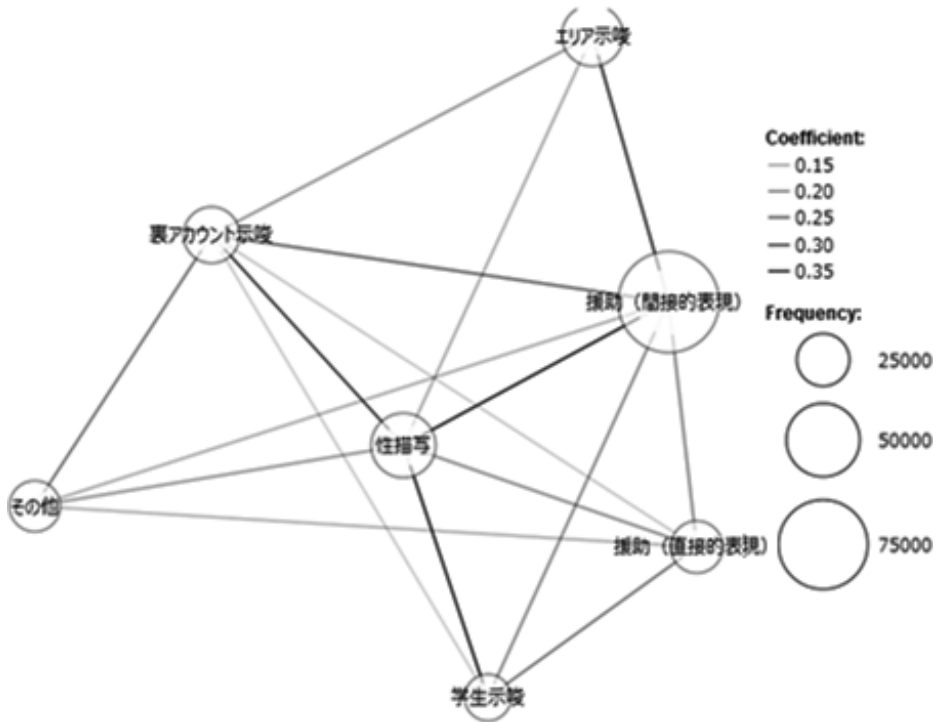 エリア示唆
Coefficient:
0.15
0.20
0.25
0.30
0.35
裏アカウント示唆
援助（間接的表現）
Frequency:
25000
50000
75000
性描写
その他
援助（直接的表現）
学生示唆